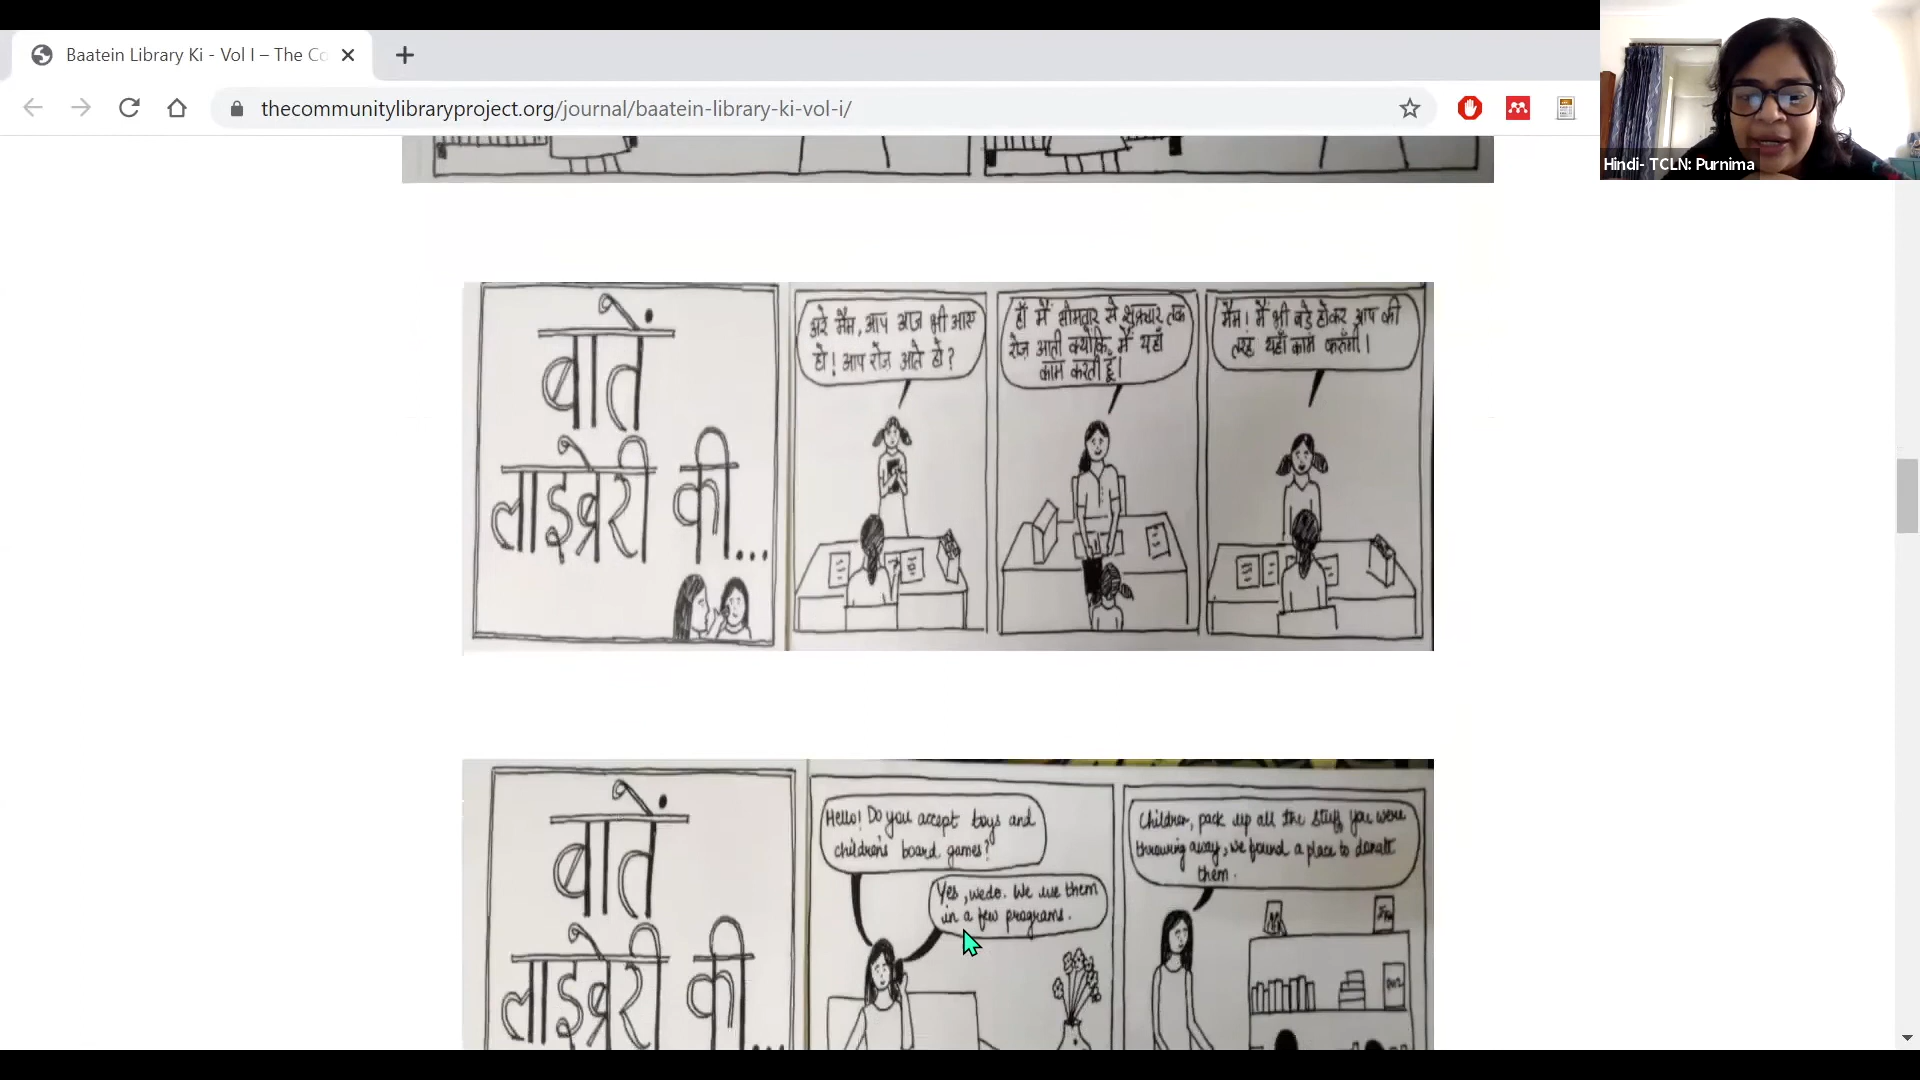 Baatein Library Ki - Vol I – The Co
thecommunitylibraryproject.org/journal/baatein-library-ki-vol-i/
Hindi- TCLN: Purnima
बातें
लाइब्रेरी की...
अरे मैम, आप आज भी आए
हो! आप रोज़ आते हो?
हाँ मैं सोमवार से शुक्रवार तक
रोज़ आती क्योंकि मैं यहाँ
काम करती हूँ।
मैम! मैं भी बड़े होकर आप की
तरह यहाँ काम करूँगी।
बातें
लाइब्रेरी की...
Hello! Do you accept toys and
children's board games?
Yes, we do. We use them
in a few programs.
Children, pack up all the stuff you were
throwing away, we found a place to donate
them.